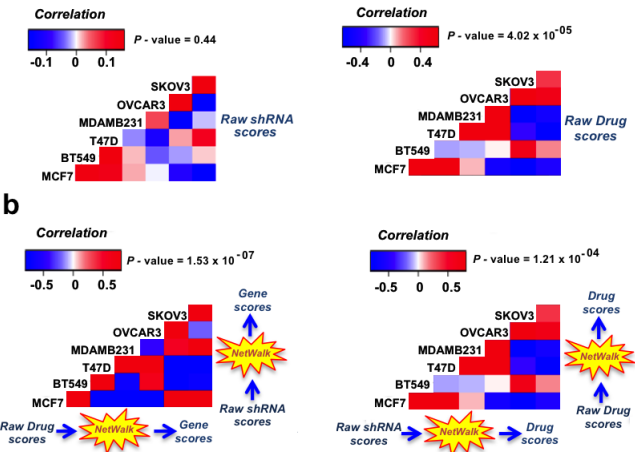 Correlation
-0.1 0 0.1
P - value = 0.44
SKOV3
OVCAR3
MDAMB231
T47D
BT549
MCF7
Raw shRNA
scores
Correlation
-0.4 0 0.4
P - value = 4.02 x 10-05
SKOV3
OVCAR3
MDAMB231
T47D
BT549
MCF7
Raw Drug
scores
b
Correlation
-0.5 0 0.5
P - value = 1.53 x 10-07
Gene
scores
SKOV3
OVCAR3
MDAMB231
T47D
BT549
MCF7
NetWalk
Raw shRNA
scores
Raw Drug
scores
NetWalk
Gene
scores
Correlation
-0.5 0 0.5
P - value = 1.21 x 10-04
Drug
scores
SKOV3
OVCAR3
MDAMB231
T47D
BT549
MCF7
NetWalk
Raw Drug
scores
Raw shRNA
scores
NetWalk
Drug
scores